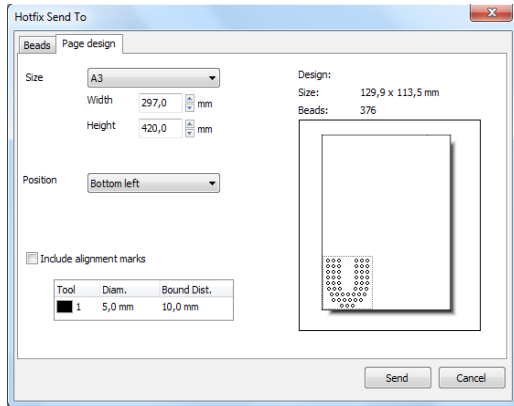 Hotfix Send To
Beads Page design
Size A3
Width 297,0 mm
Height 420,0 mm
Position Bottom left
Include alignment marks
Tool Diam. Bound Dist.
1 5,0 mm 10,0 mm
Design:
Size: 129,9 x 113,5 mm
Beads: 376
Send Cancel